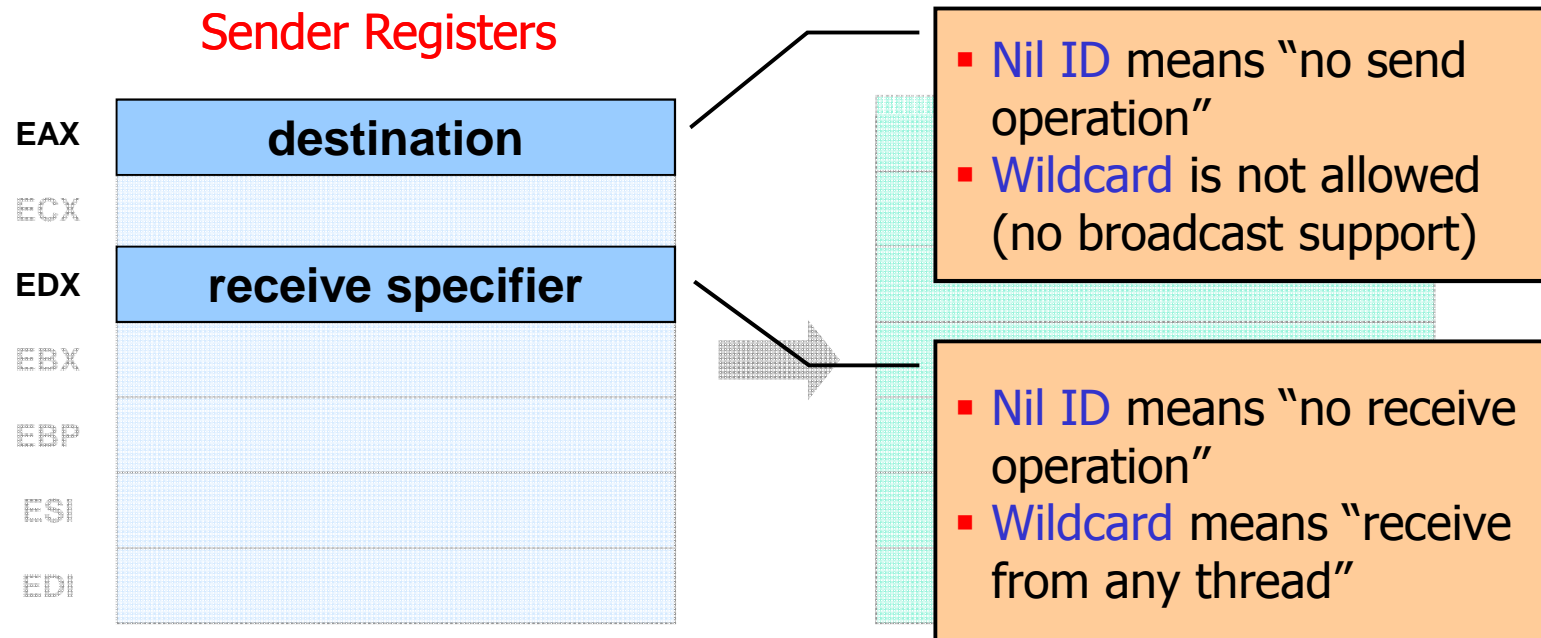 Sender Registers
EAX
destination
ECX
EDX
receive specifier
EBX
EBP
ESI
EDI
▪ Nil ID means “no send
operation”
▪ Wildcard is not allowed
(no broadcast support)
▪ Nil ID means “no receive
operation”
▪ Wildcard means “receive
from any thread”